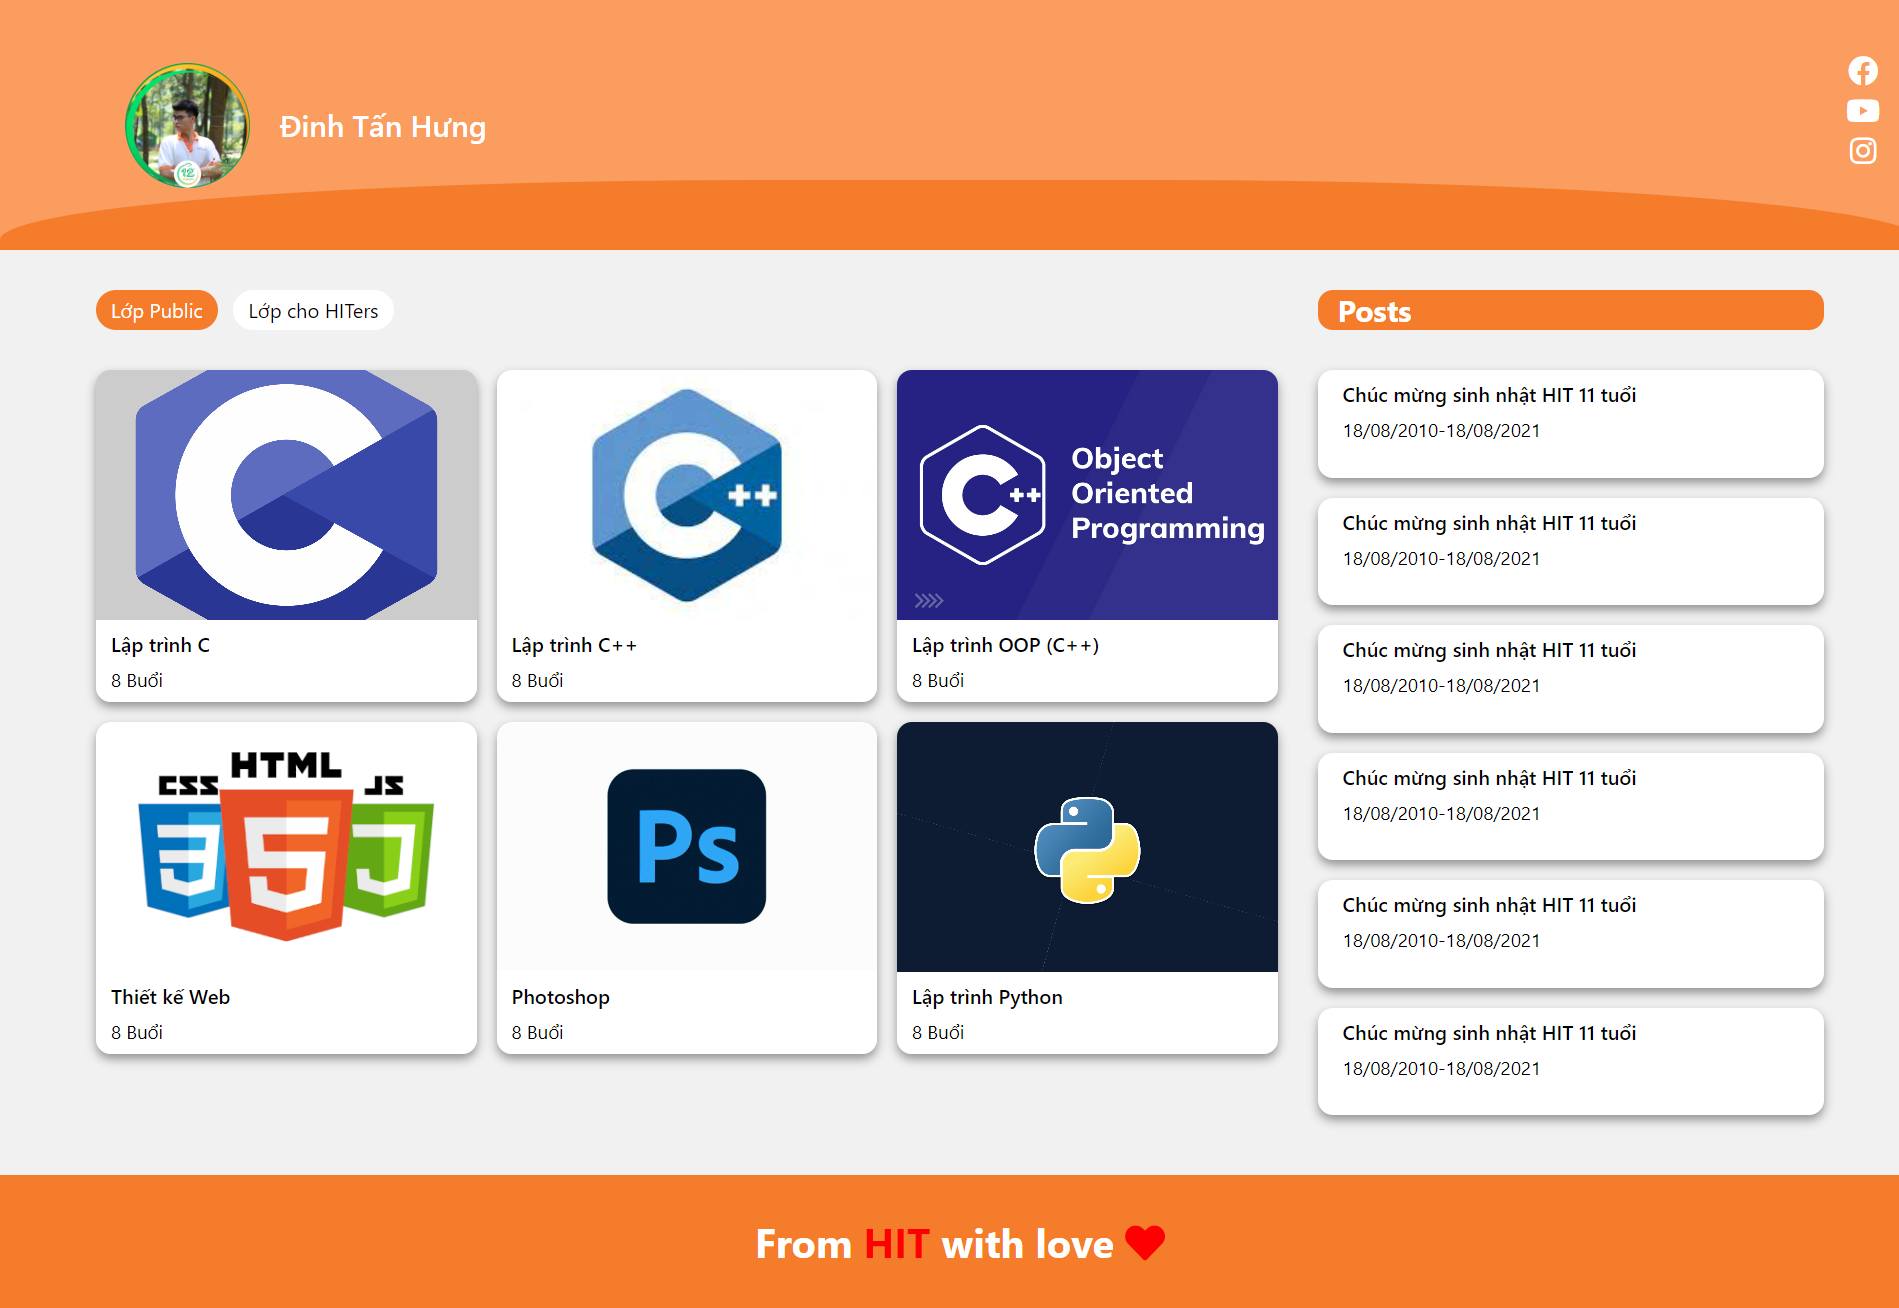 Đinh Tấn Hưng
12
Lớp Public
Lớp cho HITers
Posts
C
Lập trình C
8 Buổi
C++
Lập trình C++
8 Buổi
C++
Object
Oriented
Programming
Lập trình OOP (C++)
8 Buổi
CSS HTML JS
3 5 J
Thiết kế Web
8 Buổi
Ps
Photoshop
8 Buổi
Lập trình Python
8 Buổi
Chúc mừng sinh nhật HIT 11 tuổi
18/08/2010-18/08/2021
Chúc mừng sinh nhật HIT 11 tuổi
18/08/2010-18/08/2021
Chúc mừng sinh nhật HIT 11 tuổi
18/08/2010-18/08/2021
Chúc mừng sinh nhật HIT 11 tuổi
18/08/2010-18/08/2021
Chúc mừng sinh nhật HIT 11 tuổi
18/08/2010-18/08/2021
Chúc mừng sinh nhật HIT 11 tuổi
18/08/2010-18/08/2021
From HIT with love